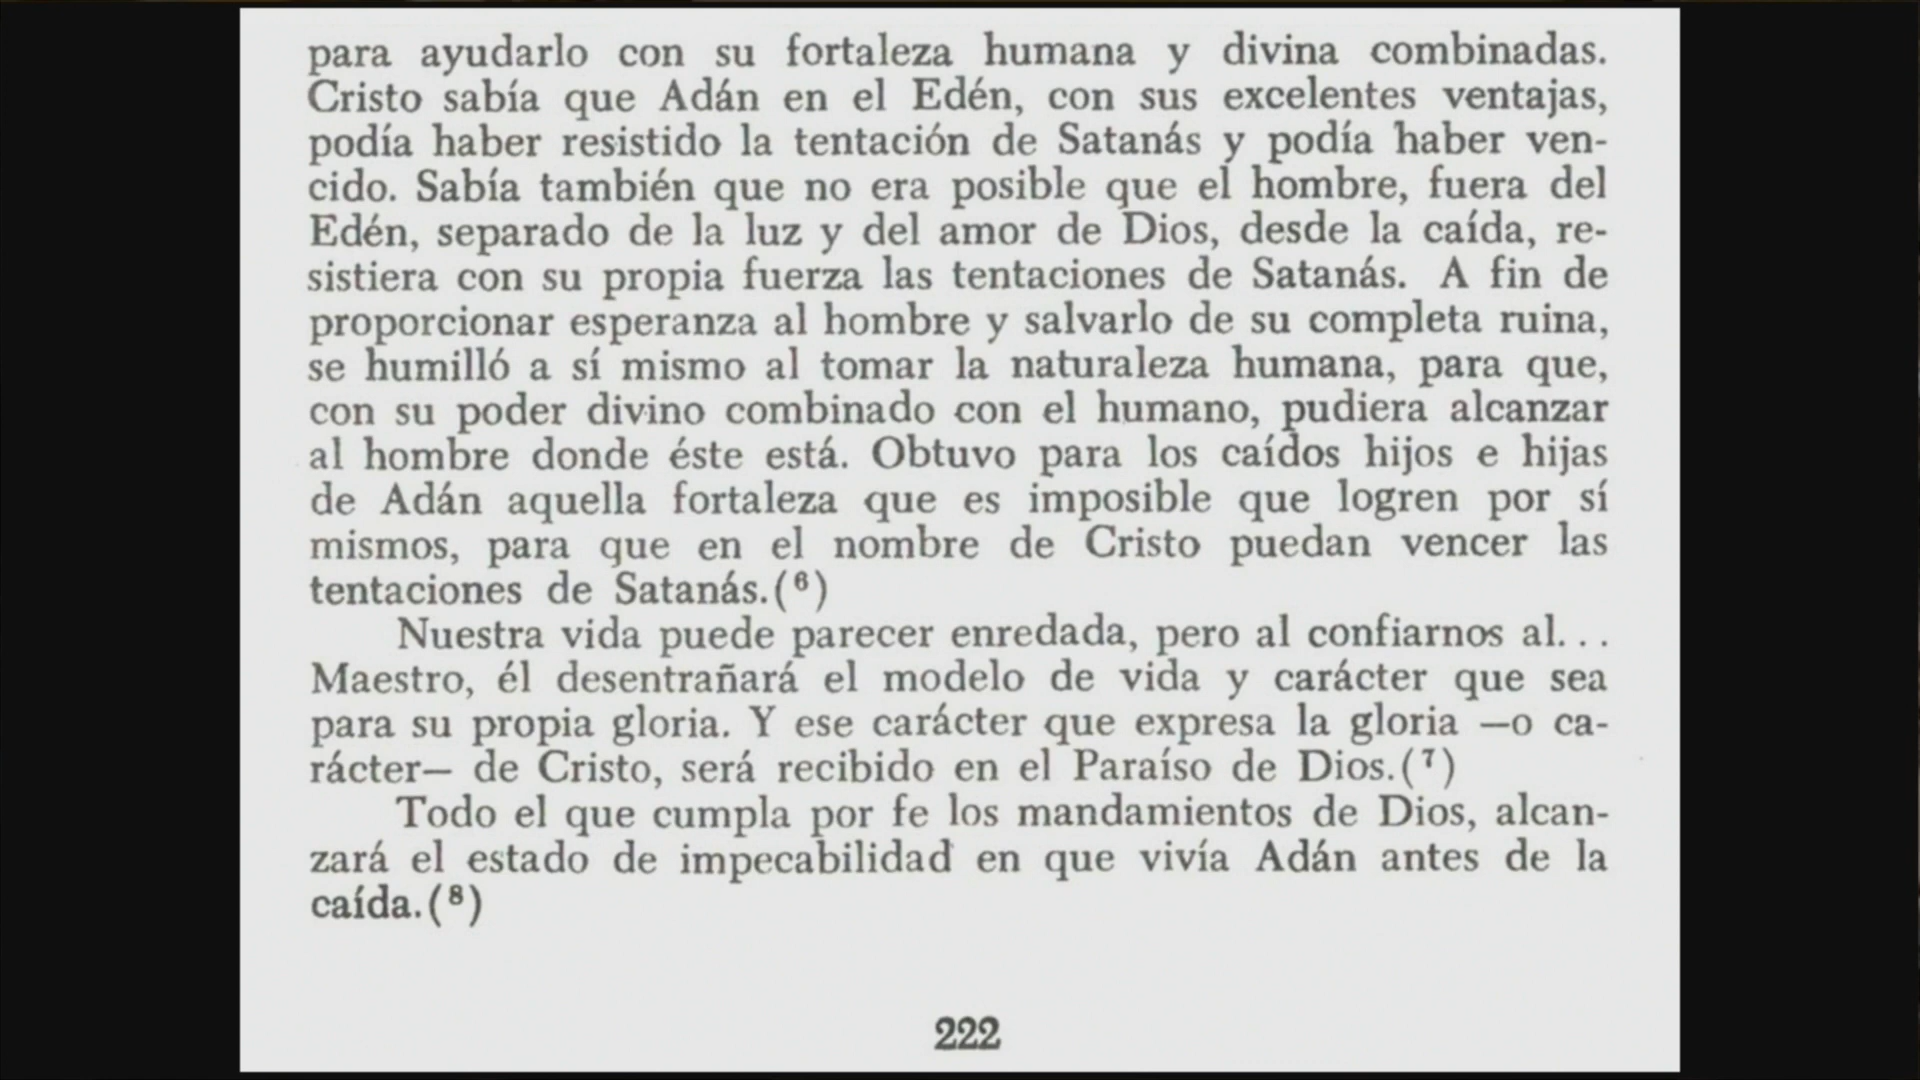 para ayudarlo con su fortaleza humana y divina combinadas.
Cristo sabía que Adán en el Edén, con sus excelentes ventajas,
podía haber resistido la tentación de Satanás y podía haber ven-
cido. Sabía también que no era posible que el hombre, fuera del
Edén, separado de la luz y del amor de Dios, desde la caída, re-
sistiera con su propia fuerza las tentaciones de Satanás. A fin de
proporcionar esperanza al hombre y salvarlo de su completa ruina,
se humilló a sí mismo al tomar la naturaleza humana, para que,
con su poder divino combinado con el humano, pudiera alcanzar
al hombre donde éste está. Obtuvo para los caídos hijos e hijas
de Adán aquella fortaleza que es imposible que logren por sí
mismos, para que en el nombre de Cristo puedan vencer las
tentaciones de Satanás.(⁶)
Nuestra vida puede parecer enredada, pero al confiarnos al...
Maestro, él desentrañará el modelo de vida y carácter que sea
para su propia gloria. Y ese carácter que expresa la gloria —o ca-
rácter— de Cristo, será recibido en el Paraíso de Dios.(⁷)
Todo el que cumpla por fe los mandamientos de Dios, alcan-
zará el estado de impecabilidad en que vivía Adán antes de la
caída.(⁸)
222